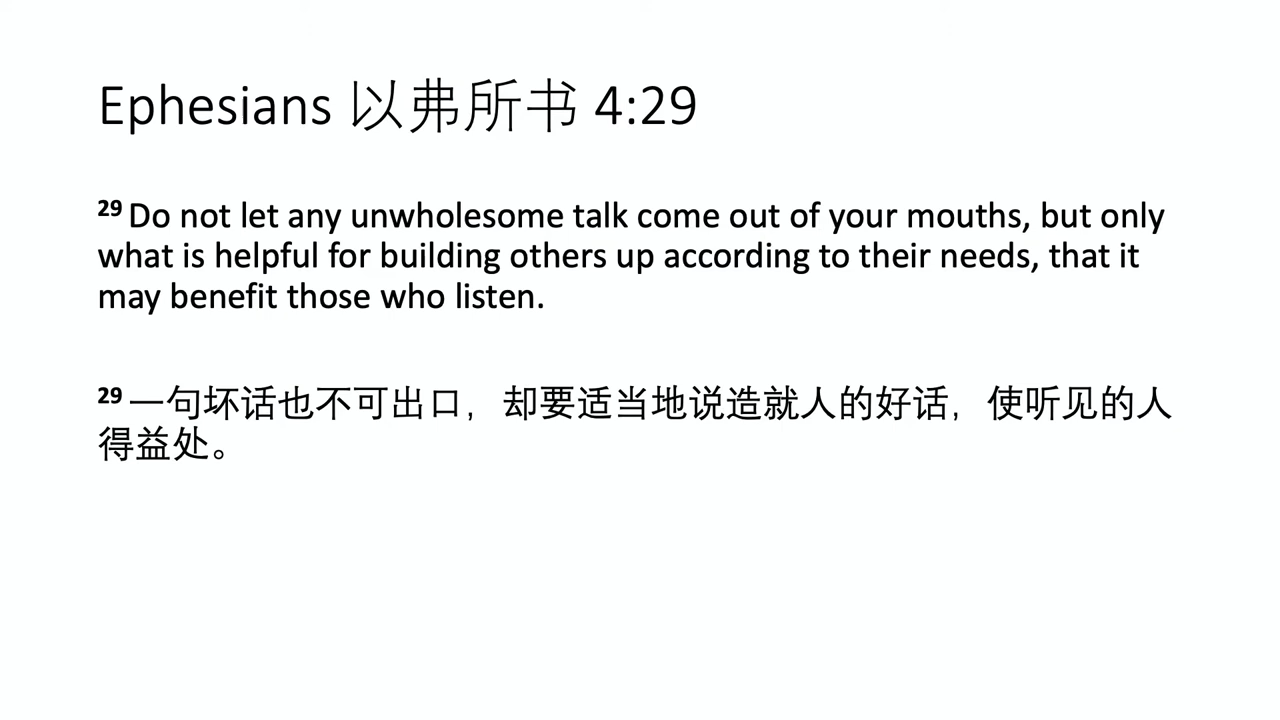 Ephesians 以弗所书 4:29
29 Do not let any unwholesome talk come out of your mouths, but only
what is helpful for building others up according to their needs, that it
may benefit those who listen.
29 一句坏话也不可出口，却要适当地说造就人的好话，使听见的人
得益处。